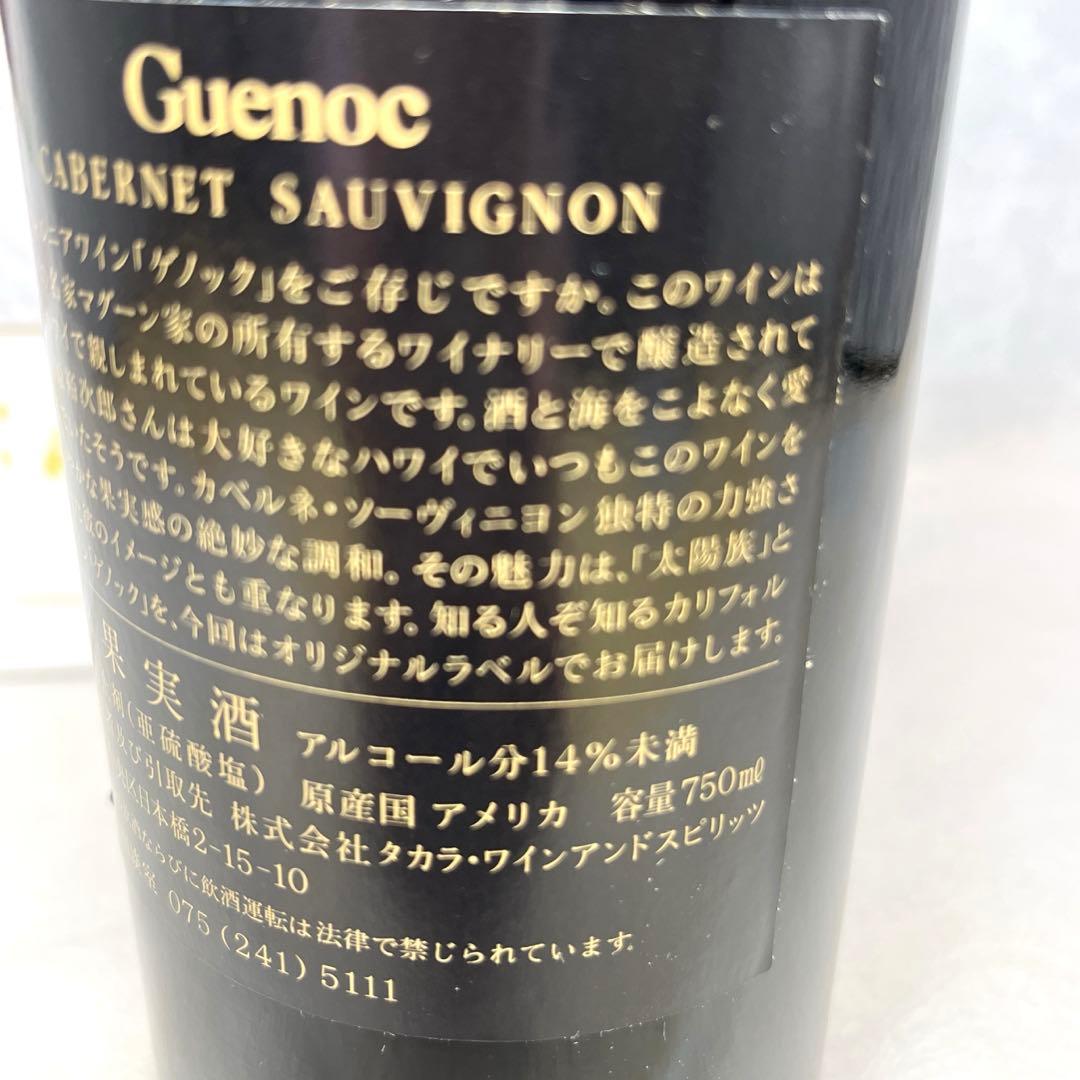 Guenoc
CABERNET SAUVIGNON
ニアワイン「ゲノック」をご存じですか。このワインは
名家マゲーン家の所有するワイナリーで醸造されて
イで親しまれているワインです。酒と海をこよなく愛
次郎さんは大好きなハワイでいつもこのワインを
いたそうです。カベルネ・ソーヴィニヨン独特の力強さ
な果実感の絶妙な調和。その魅力は、「太陽族」と
のイメージとも重なります。知る人ぞ知るカリフォル
ゲノック」を、今回はオリジナルラベルでお届けします。
果実酒 アルコール分14%未満
剤(亜硫酸塩) 原産国 アメリカ 容量750mℓ
及び引取先 株式会社タカラ・ワインアンドスピリッツ
区日本橋2-15-10
ならびに飲酒運転は法律で禁じられています。
075(241)5111